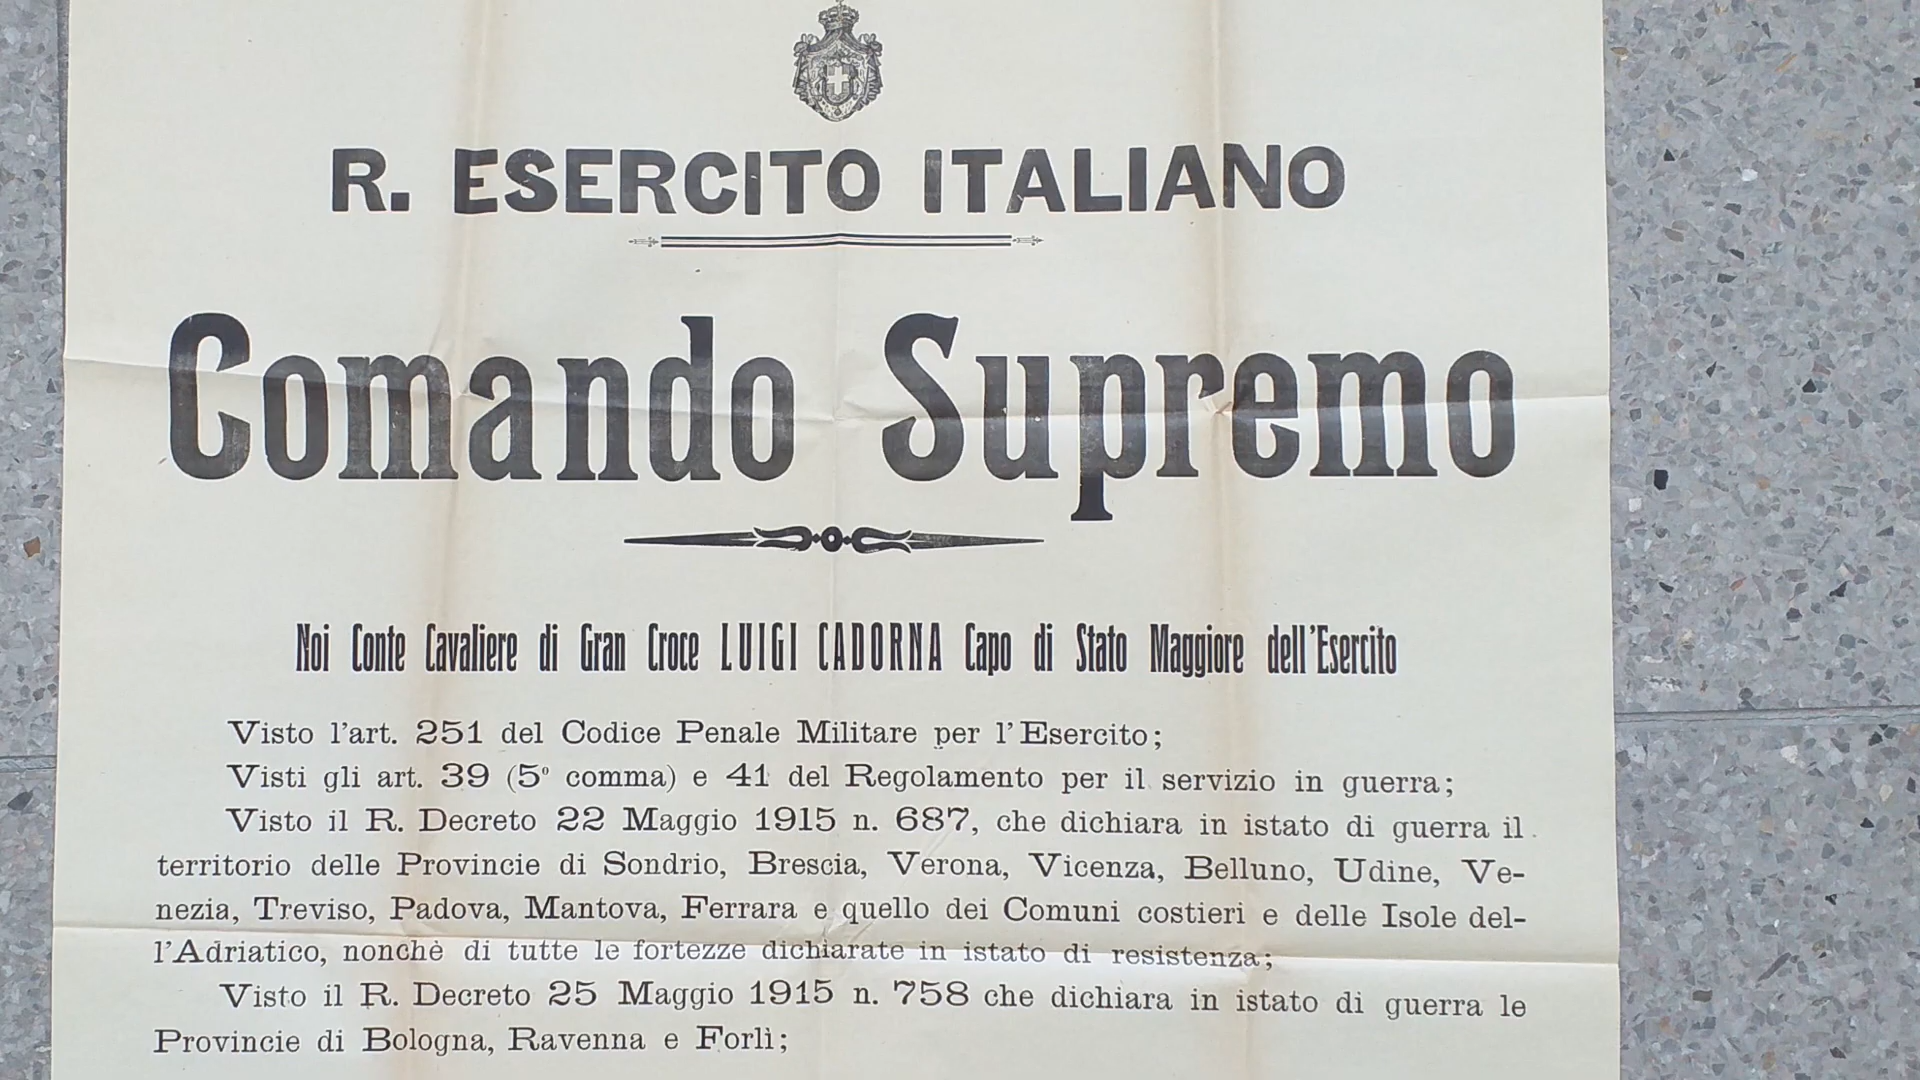 R. ESERCITO ITALIANO
Comando Supremo
Noi Conte Cavaliere di Gran Croce LUIGI CADORNA Capo di Stato Maggiore dell'Esercito
Visto l'art. 251 del Codice Penale Militare per l'Esercito;
Visti gli art. 39 (5º comma) e 41 del Regolamento per il servizio in guerra;
Visto il R. Decreto 22 Maggio 1915 n. 687, che dichiara in istato di guerra il
territorio delle Provincie di Sondrio, Brescia, Verona, Vicenza, Belluno, Udine, Ve-
nezia, Treviso, Padova, Mantova, Ferrara e quello dei Comuni costieri e delle Isole del-
l'Adriatico, nonchè di tutte le fortezze dichiarate in istato di resistenza;
Visto il R. Decreto 25 Maggio 1915 n. 758 che dichiara in istato di guerra le
Provincie di Bologna, Ravenna e Forlì;